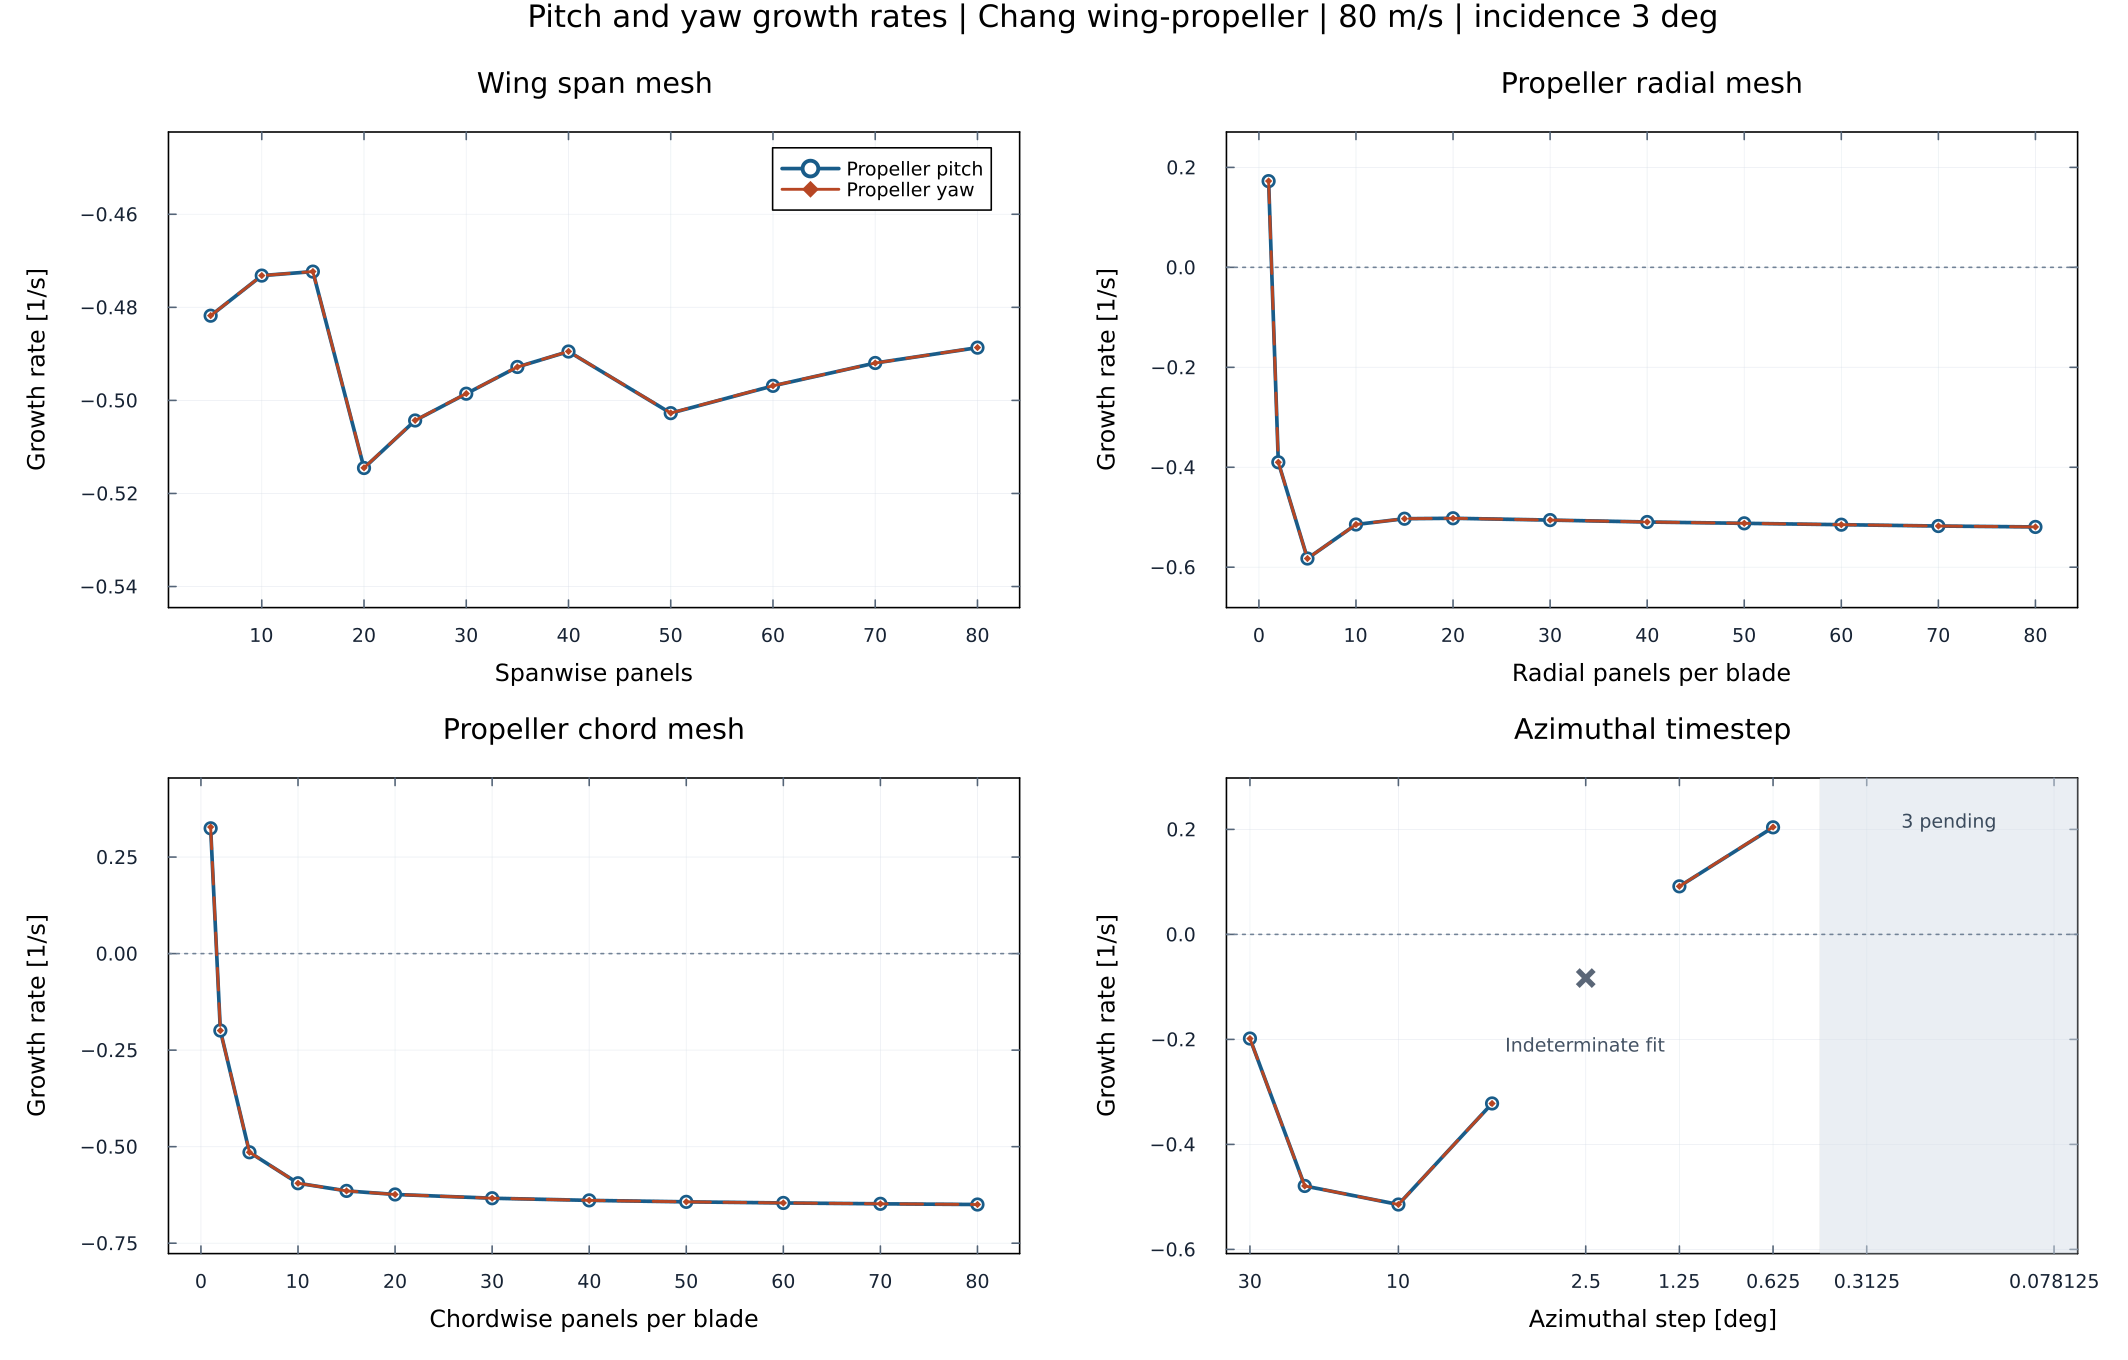 Pitch and yaw growth rates | Chang wing-propeller | 80 m/s | incidence 3 deg
Wing span mesh
Propeller pitch
Propeller yaw
−0.46
−0.48
−0.50
−0.52
−0.54
Growth rate [1/s]
10 20 30 40 50 60 70 80
Spanwise panels
Propeller radial mesh
0.2
0.0
−0.2
−0.4
−0.6
Growth rate [1/s]
0 10 20 30 40 50 60 70 80
Radial panels per blade
Propeller chord mesh
0.25
0.00
−0.25
−0.50
−0.75
Growth rate [1/s]
0 10 20 30 40 50 60 70 80
Chordwise panels per blade
Azimuthal timestep
3 pending
Indeterminate fit
0.2
0.0
−0.2
−0.4
−0.6
Growth rate [1/s]
30 10 2.5 1.25 0.625 0.3125 0.078125
Azimuthal step [deg]